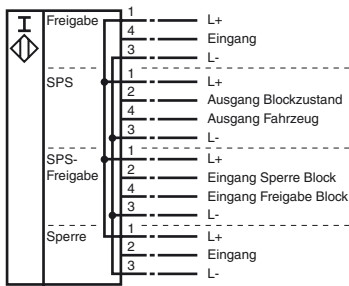 Freigabe 1 L+
4 Eingang
3 L-
SPS 1 L+
2 Ausgang Blockzustand
4 Ausgang Fahrzeug
3 L-
SPS- 1 L+
Freigabe 2 Eingang Sperre Block
4 Eingang Freigabe Block
3 L-
Sperre 1 L+
2 Eingang
3 L-